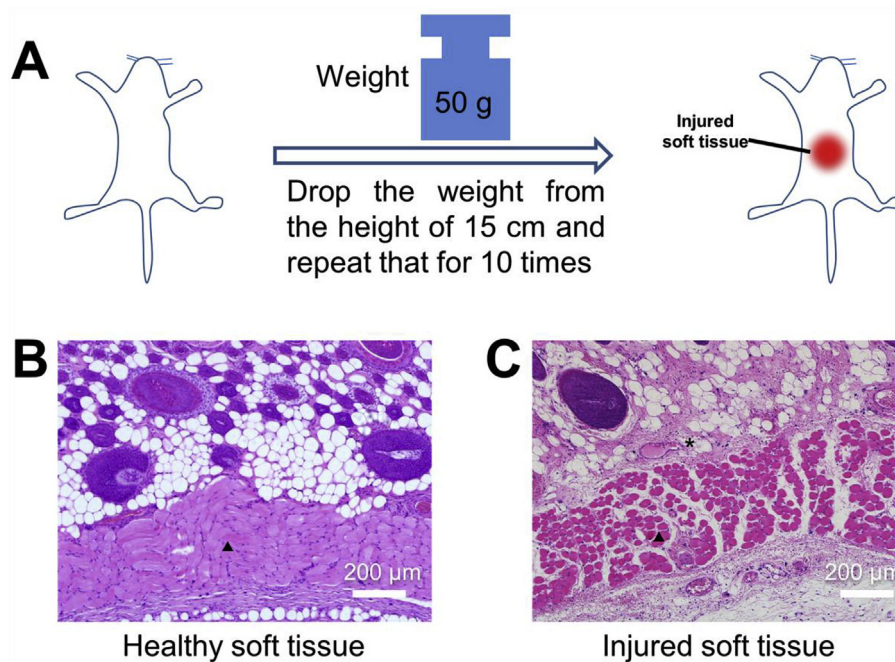 A
Weight
50 g
Injured
soft tissue
Drop the weight from
the height of 15 cm and
repeat that for 10 times
B
200 µm
Healthy soft tissue
C
*
200 µm
Injured soft tissue